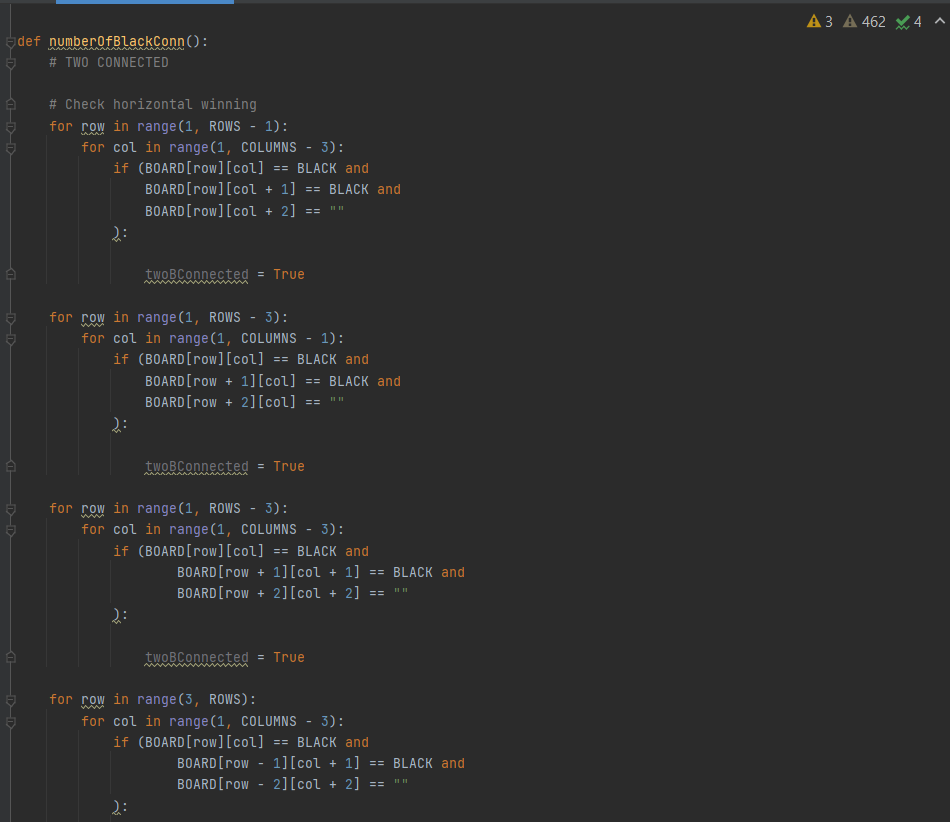 3 462 4
def numberOfBlackConn():
    # TWO CONNECTED
    # Check horizontal winning
    for row in range(1, ROWS - 1):
        for col in range(1, COLUMNS - 3):
            if (BOARD[row][col] == BLACK and
                BOARD[row][col + 1] == BLACK and
                BOARD[row][col + 2] == ""
            ):
                twoBConnected = True
    for row in range(1, ROWS - 3):
        for col in range(1, COLUMNS - 1):
            if (BOARD[row][col] == BLACK and
                BOARD[row + 1][col] == BLACK and
                BOARD[row + 2][col] == ""
            ):
                twoBConnected = True
    for row in range(1, ROWS - 3):
        for col in range(1, COLUMNS - 3):
            if (BOARD[row][col] == BLACK and
                    BOARD[row + 1][col + 1] == BLACK and
                    BOARD[row + 2][col + 2] == ""
            ):
                twoBConnected = True
    for row in range(3, ROWS):
        for col in range(1, COLUMNS - 3):
            if (BOARD[row][col] == BLACK and
                    BOARD[row - 1][col + 1] == BLACK and
                    BOARD[row - 2][col + 2] == ""
            ):